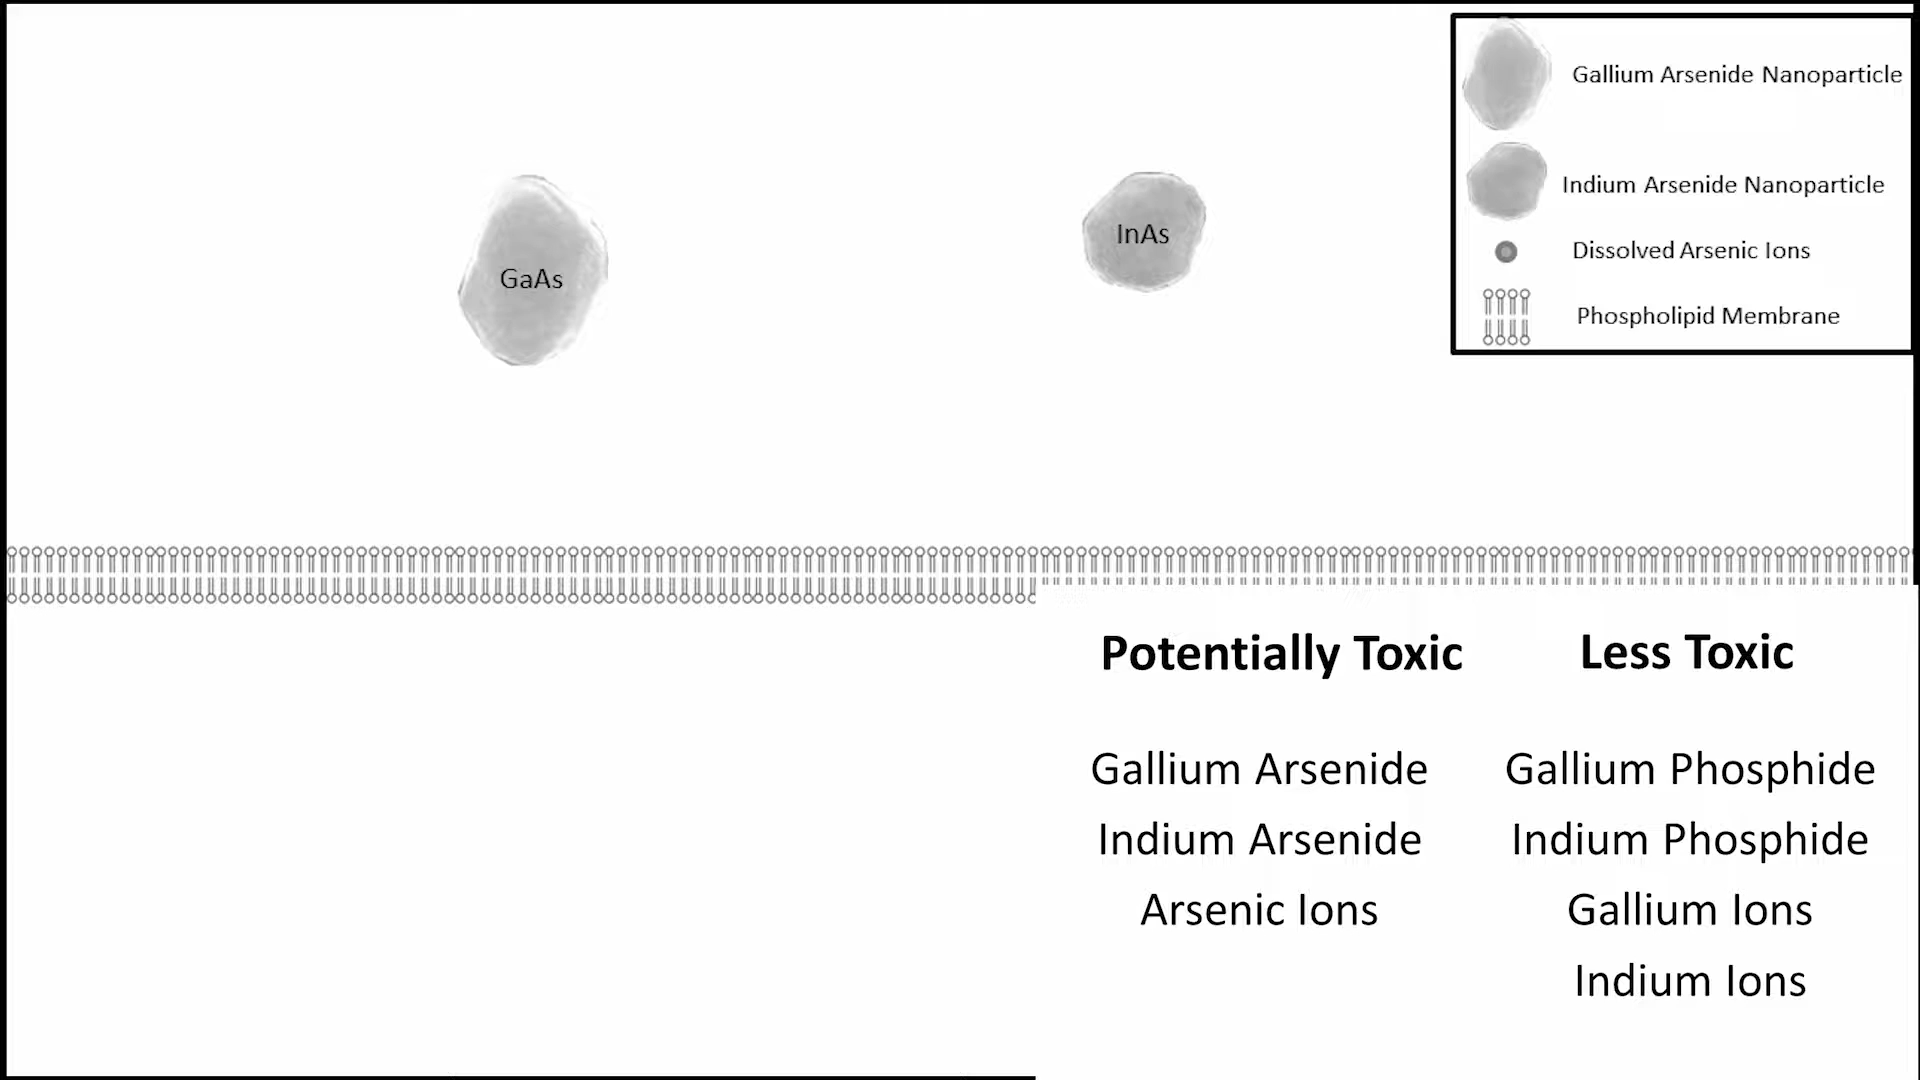 Gallium Arsenide Nanoparticle
Indium Arsenide Nanoparticle
Dissolved Arsenic Ions
Phospholipid Membrane
GaAs
InAs
Potentially Toxic
Gallium Arsenide
Indium Arsenide
Arsenic Ions
Less Toxic
Gallium Phosphide
Indium Phosphide
Gallium Ions
Indium Ions